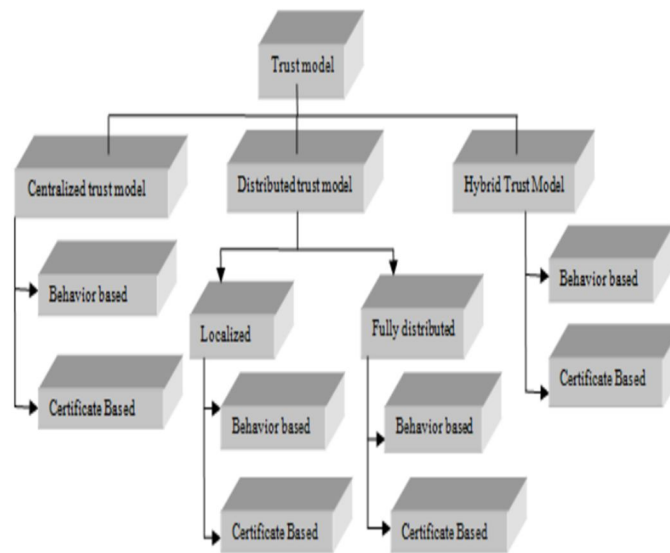 Trust model
Centralized trust model
Distributed trust model
Hybrid Trust Model
Behavior based
Certificate Based
Localized
Fully distributed
Behavior based
Certificate Based
Behavior based
Certificate Based
Behavior based
Certificate Based